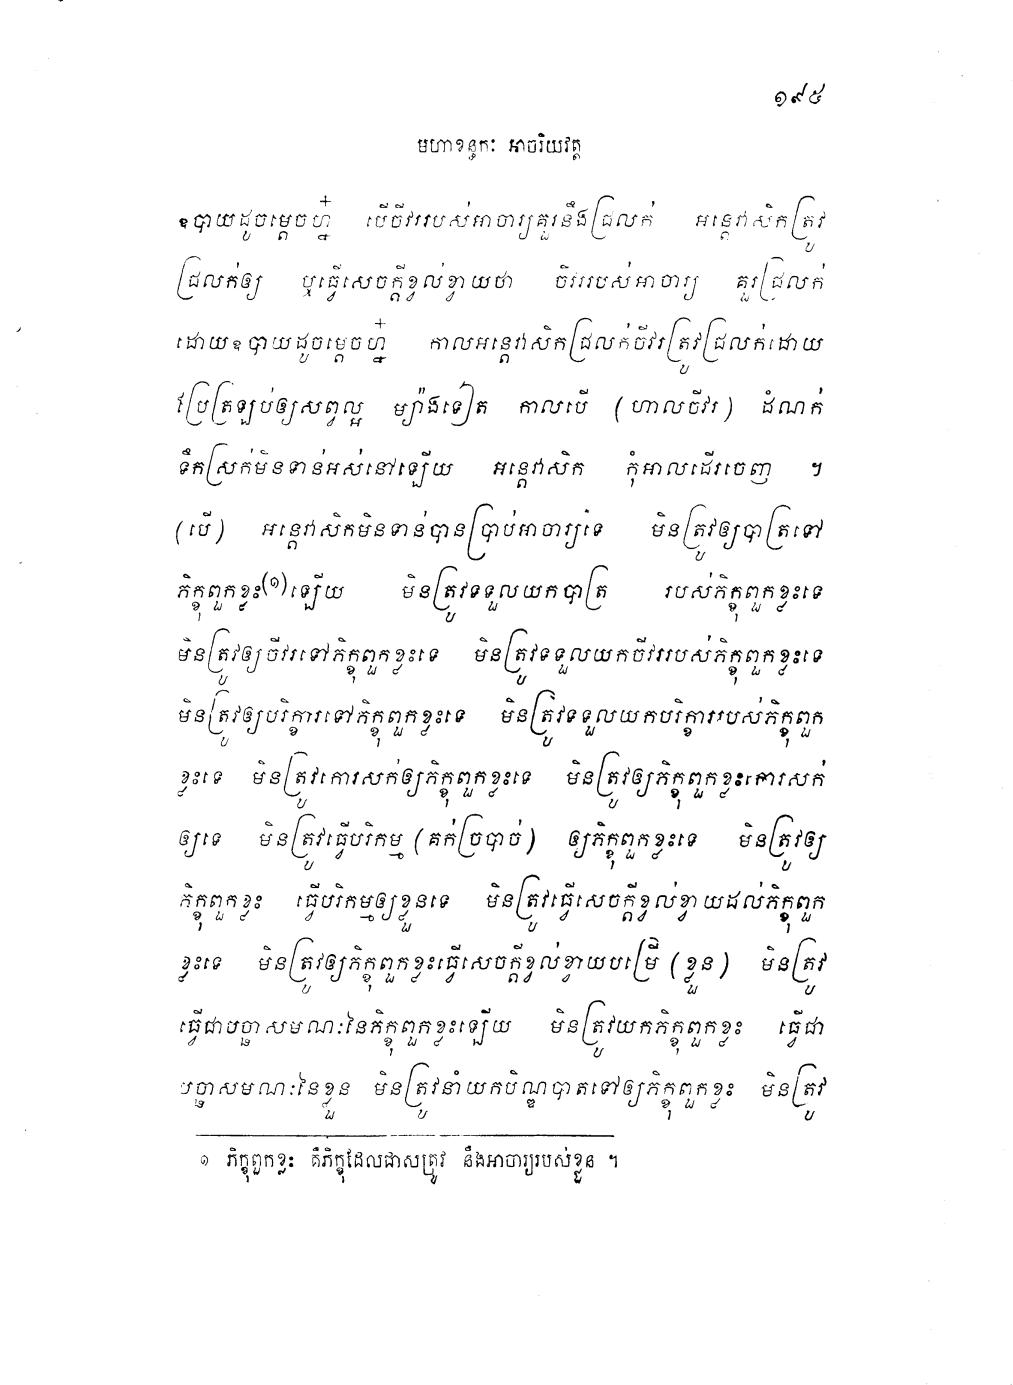 ១៩៥
មហាខន្ធកៈ អាចរិយវត្ត
ឧបាយដូចម្តេចហ្ន៎ បើចីវររបស់អាចារ្យគួរនឹងជ្រលក់ អន្តេវាសិកត្រូវ
ជ្រលក់ឲ្យ ឬធ្វើសេចក្តីខ្វល់ខ្វាយថា ចីវររបស់អាចារ្យ គួរជ្រលក់
ដោយឧបាយដូចម្តេចហ្ន៎ កាលអន្តេវាសិកជ្រលក់ចីវរត្រូវជ្រលក់ដោយ
វិប្រែត្រឡប់ឲ្យសព្វល្អ ម្យ៉ាងទៀត កាលបើ (ហាលចីវរ) ដំណក់
ទឹកស្រក់មិនទាន់អស់នៅឡើយ អន្តេវាសិក កុំអាលដើរចេញ ។
(បើ) អន្តេវាសិកមិនទាន់បានប្រាប់អាចារ្យទេ មិនត្រូវឲ្យបាត្រទៅ
ភិក្ខុពួកខ្លះ(១)ឡើយ មិនត្រូវទទួលយកបាត្រ របស់ភិក្ខុពួកខ្លះទេ
មិនត្រូវឲ្យចីវរទៅភិក្ខុពួកខ្លះទេ មិនត្រូវទទួលយកចីវររបស់ភិក្ខុពួកខ្លះទេ
មិនត្រូវឲ្យបរិក្ខារទៅភិក្ខុពួកខ្លះទេ មិនត្រូវទទួលយកបរិក្ខាររបស់ភិក្ខុពួក
ខ្លះទេ មិនត្រូវកោរសក់ឲ្យភិក្ខុពួកខ្លះទេ មិនត្រូវឲ្យភិក្ខុពួកខ្លះកោរសក់
ឲ្យទេ មិនត្រូវធ្វើបរិកម្ម (គក់ច្របាច់) ឲ្យភិក្ខុពួកខ្លះទេ មិនត្រូវឲ្យ
ភិក្ខុពួកខ្លះ ធ្វើបរិកម្មឲ្យខ្លួនទេ មិនត្រូវធ្វើសេចក្តីខ្វល់ខ្វាយដល់ភិក្ខុពួក
ខ្លះទេ មិនត្រូវឲ្យភិក្ខុពួកខ្លះធ្វើសេចក្តីខ្វល់ខ្វាយបម្រើ (ខ្លួន) មិនត្រូវ
ធ្វើជាបច្ឆាសមណៈនៃភិក្ខុពួកខ្លះឡើយ មិនត្រូវយកភិក្ខុពួកខ្លះ ធ្វើជា
បច្ឆាសមណៈនៃខ្លួន មិនត្រូវនាំយកបិណ្ឌបាតទៅឲ្យភិក្ខុពួកខ្លះ មិនត្រូវ
១ ភិក្ខុពួកខ្លះ គឺភិក្ខុដែលជាសត្រូវ នឹងអាចារ្យរបស់ខ្លួន ។